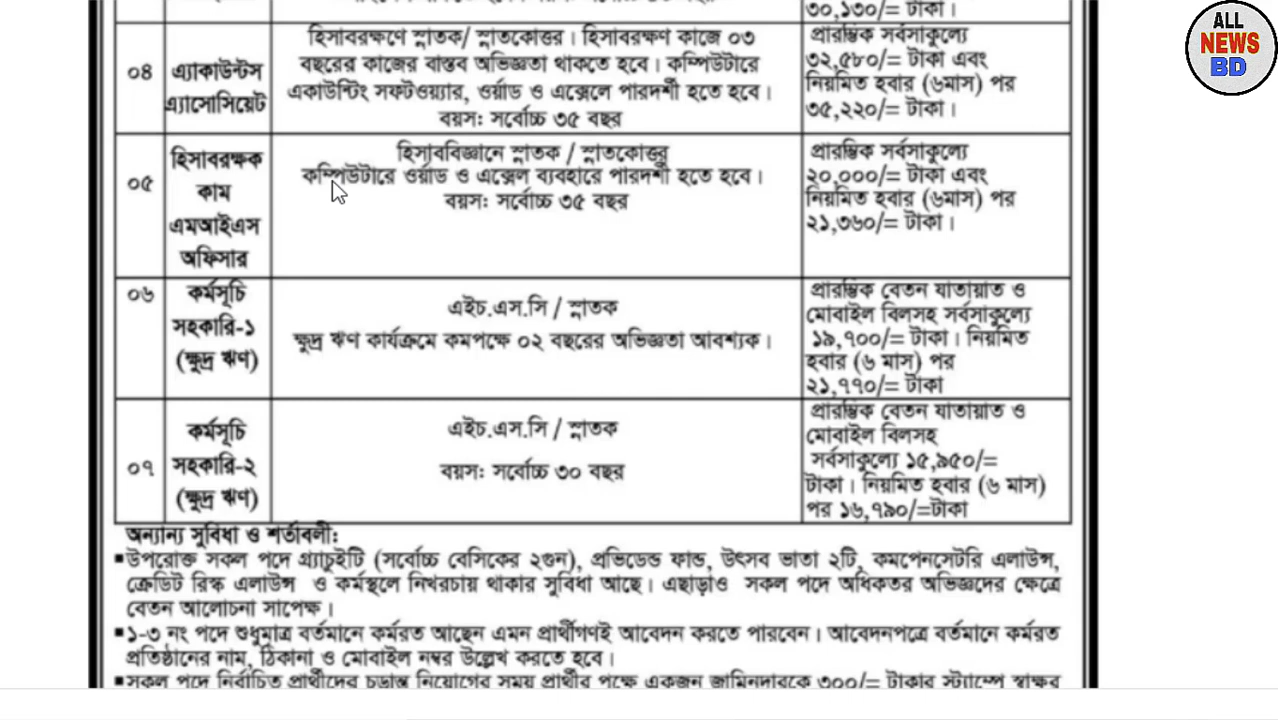 ৩০,১৩০/= টাকা।
ALL
NEWS
BD
০৪
এ্যাকাউন্টস
এ্যাসোসিয়েট
হিসাবরক্ষণে স্নাতক/ স্নাতকোত্তর। হিসাবরক্ষণ কাজে ০৩
বছরের কাজের বাস্তব অভিজ্ঞতা থাকতে হবে। কম্পিউটারে
একাউন্টিং সফটওয়্যার, ওর্য়াড ও এক্সেলে পারদর্শী হতে হবে।
বয়স: সর্বোচ্চ ৩৫ বছর
প্রারম্ভিক সর্বসাকুল্যে
৩২,৫৮০/= টাকা এবং
নিয়মিত হবার (৬মাস) পর
৩৫,২২০/= টাকা।
০৫
হিসাবরক্ষক
কাম
এমআইএস
অফিসার
হিসাববিজ্ঞানে স্নাতক / স্নাতকোত্তর
কম্পিউটারে ওর্য়াড ও এক্সেল ব্যবহারে পারদর্শী হতে হবে।
বয়স: সর্বোচ্চ ৩৫ বছর
প্রারম্ভিক সর্বসাকুল্যে
২০,০০০/= টাকা এবং
নিয়মিত হবার (৬মাস) পর
২১,৩৬০/= টাকা।
০৬
কর্মসূচি
সহকারি-১
(ক্ষুদ্র ঋণ)
এইচ.এস.সি / স্নাতক
ক্ষুদ্র ঋণ কার্যক্রমে কমপক্ষে ০২ বছরের অভিজ্ঞতা আবশ্যক।
প্রারম্ভিক বেতন যাতায়াত ও
মোবাইল বিলসহ সর্বসাকুল্যে
১৯,৭০০/= টাকা। নিয়মিত
হবার (৬ মাস) পর
২১,৭৭০/= টাকা
০৭
কর্মসূচি
সহকারি-২
(ক্ষুদ্র ঋণ)
এইচ.এস.সি / স্নাতক
বয়স: সর্বোচ্চ ৩০ বছর
প্রারম্ভিক বেতন যাতায়াত ও
মোবাইল বিলসহ
সর্বসাকুল্যে ১৫,৯৫০/=
টাকা। নিয়মিত হবার (৬ মাস)
পর ১৬,৭৯০/=টাকা
অন্যান্য সুবিধা ও শর্তাবলী:
▪উপরোক্ত সকল পদে গ্র্যাচুইটি (সর্বোচ্চ বেসিকের ২গুন), প্রভিডেন্ড ফান্ড, উৎসব ভাতা ২টি, কমপেনসেটরি এলাউন্স,
ক্রেডিট রিস্ক এলাউন্স ও কর্মস্থলে নিখরচায় থাকার সুবিধা আছে। এছাড়াও সকল পদে অধিকতর অভিজ্ঞদের ক্ষেত্রে
বেতন আলোচনা সাপেক্ষ।
▪১-৩ নং পদে শুধুমাত্র বর্তমানে কর্মরত আছেন এমন প্রার্থীগণই আবেদন করতে পারবেন। আবেদনপত্রে বর্তমানে কর্মরত
প্রতিষ্ঠানের নাম, ঠিকানা ও মোবাইল নম্বর উল্লেখ করতে হবে।
▪সকল পদে নির্বাচিত প্রার্থীদের চূড়ান্ত নিয়োগের সময় প্রার্থীর পক্ষে একজন জামিনদারকে ৩০০/= টাকার স্ট্যাম্পে স্বাক্ষর